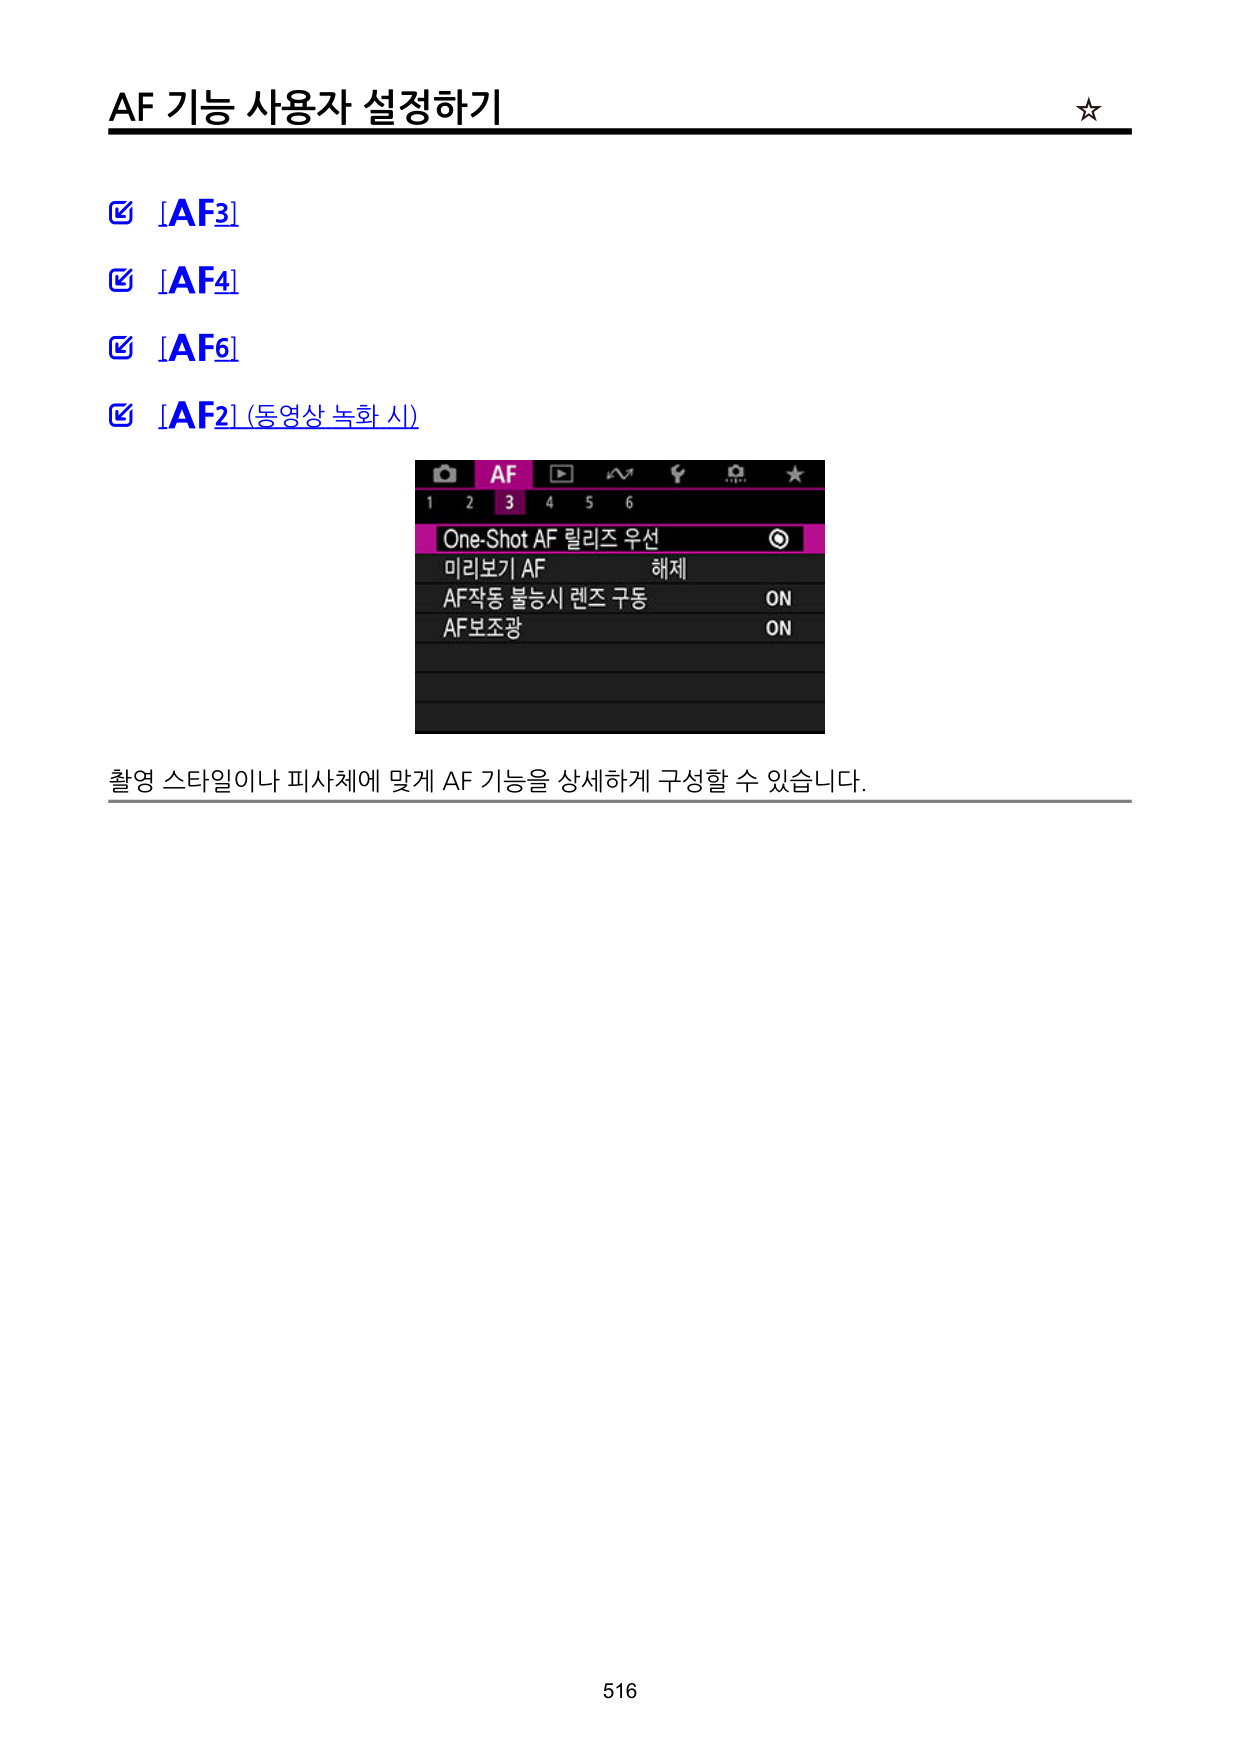 AF 기능 사용자 설정하기 ☆
[AF3]
[AF4]
[AF6]
[AF2] (동영상 녹화 시)
AF
1 2 3 4 5 6
One-Shot AF 릴리즈 우선
미리보기 AF 해제
AF작동 불능시 렌즈 구동 ON
AF보조광 ON
촬영 스타일이나 피사체에 맞게 AF 기능을 상세하게 구성할 수 있습니다.
516